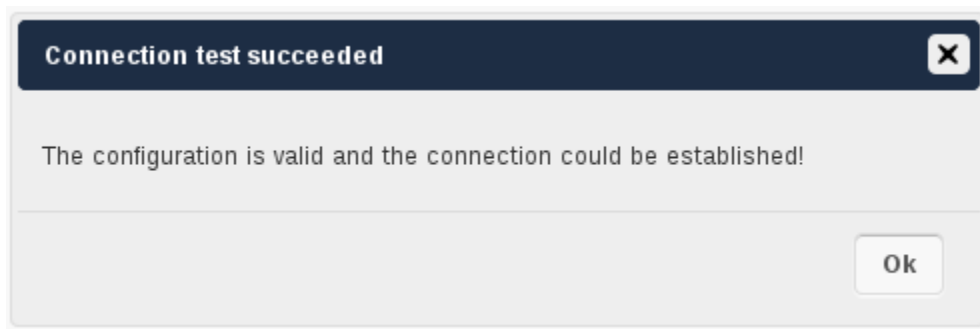 Connection test succeeded
The configuration is valid and the connection could be established!
Ok